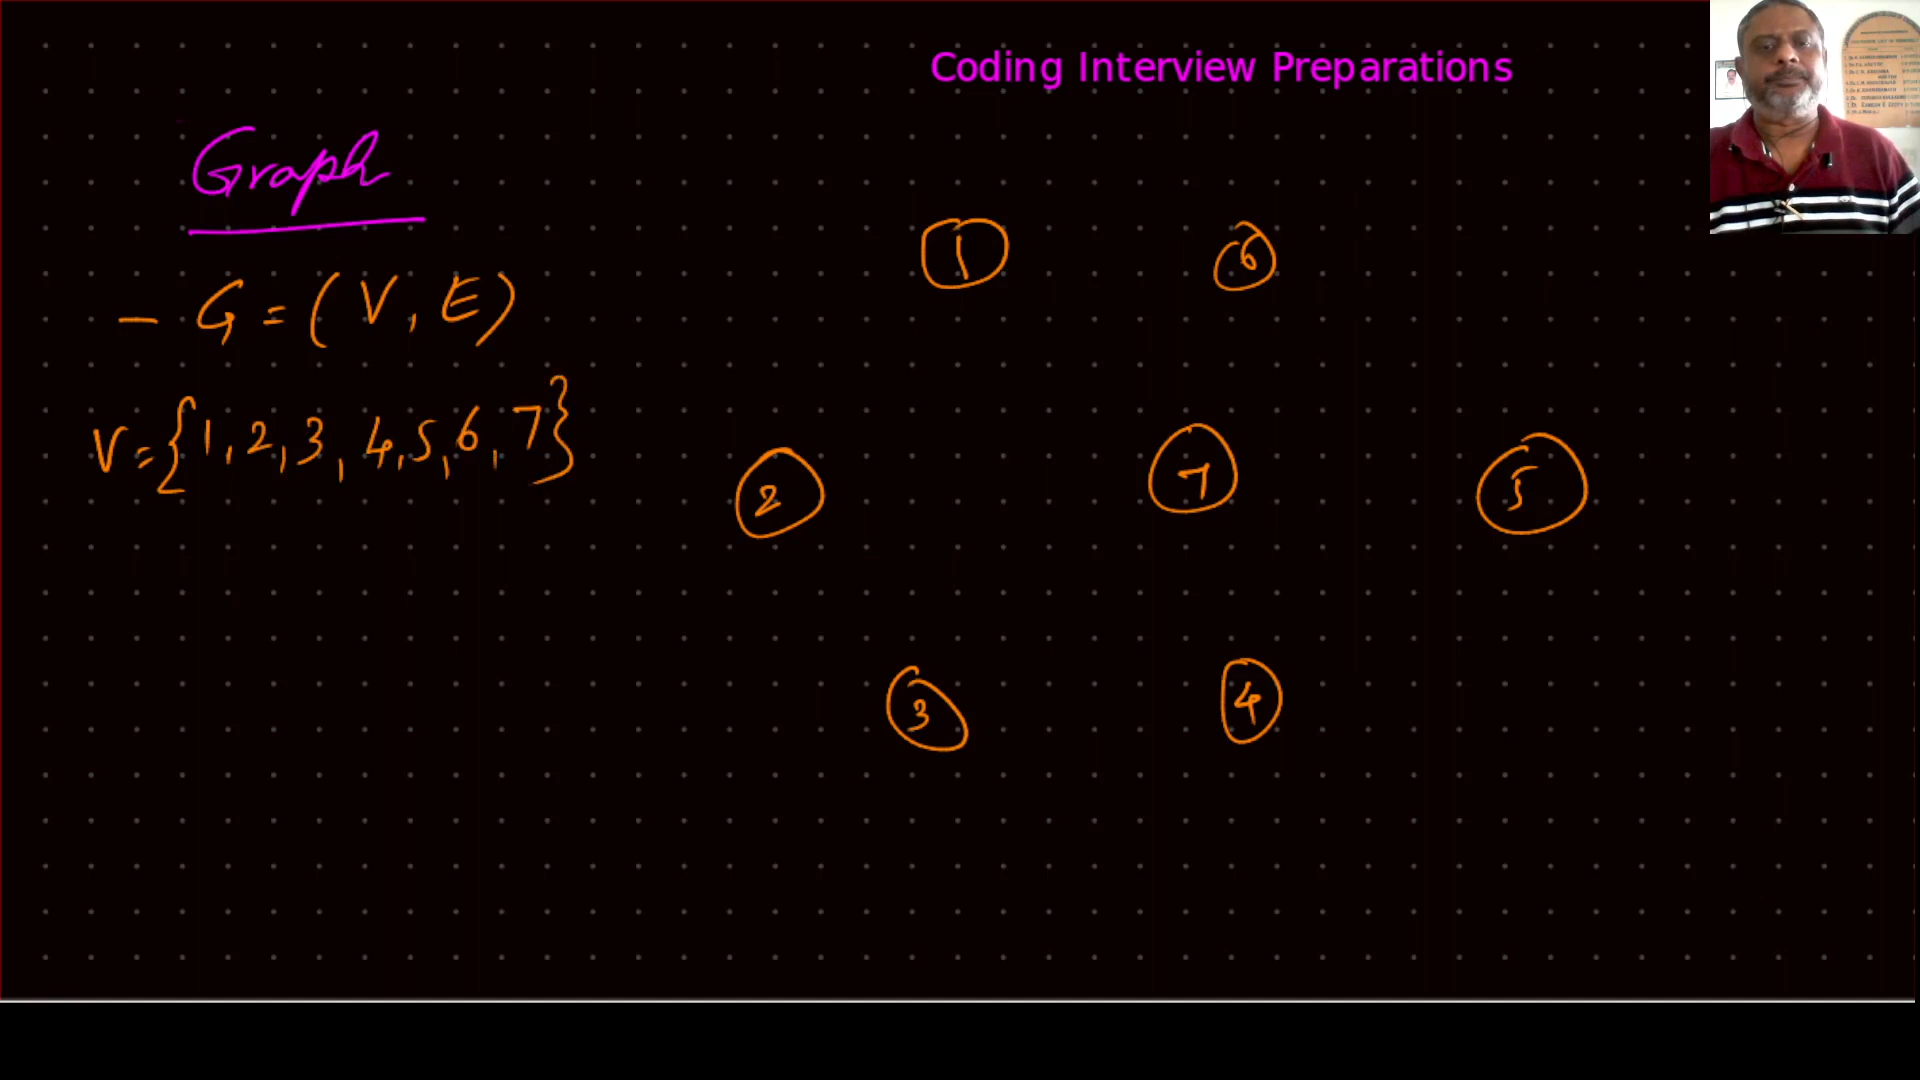 Coding Interview Preparations
Graph
- G = (V, E)
V = {1, 2, 3, 4, 5, 6, 7}
1
6
2
7
5
3
4